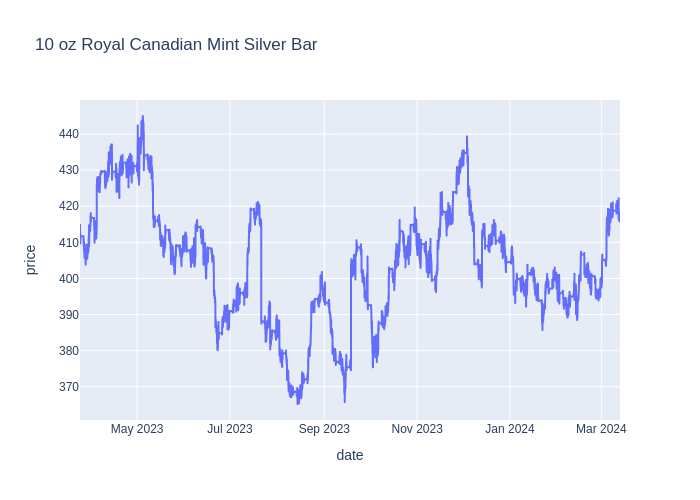 10 oz Royal Canadian Mint Silver Bar
440
430
420
410
400
390
380
370
price
May 2023
Jul 2023
Sep 2023
Nov 2023
Jan 2024
Mar 2024
date